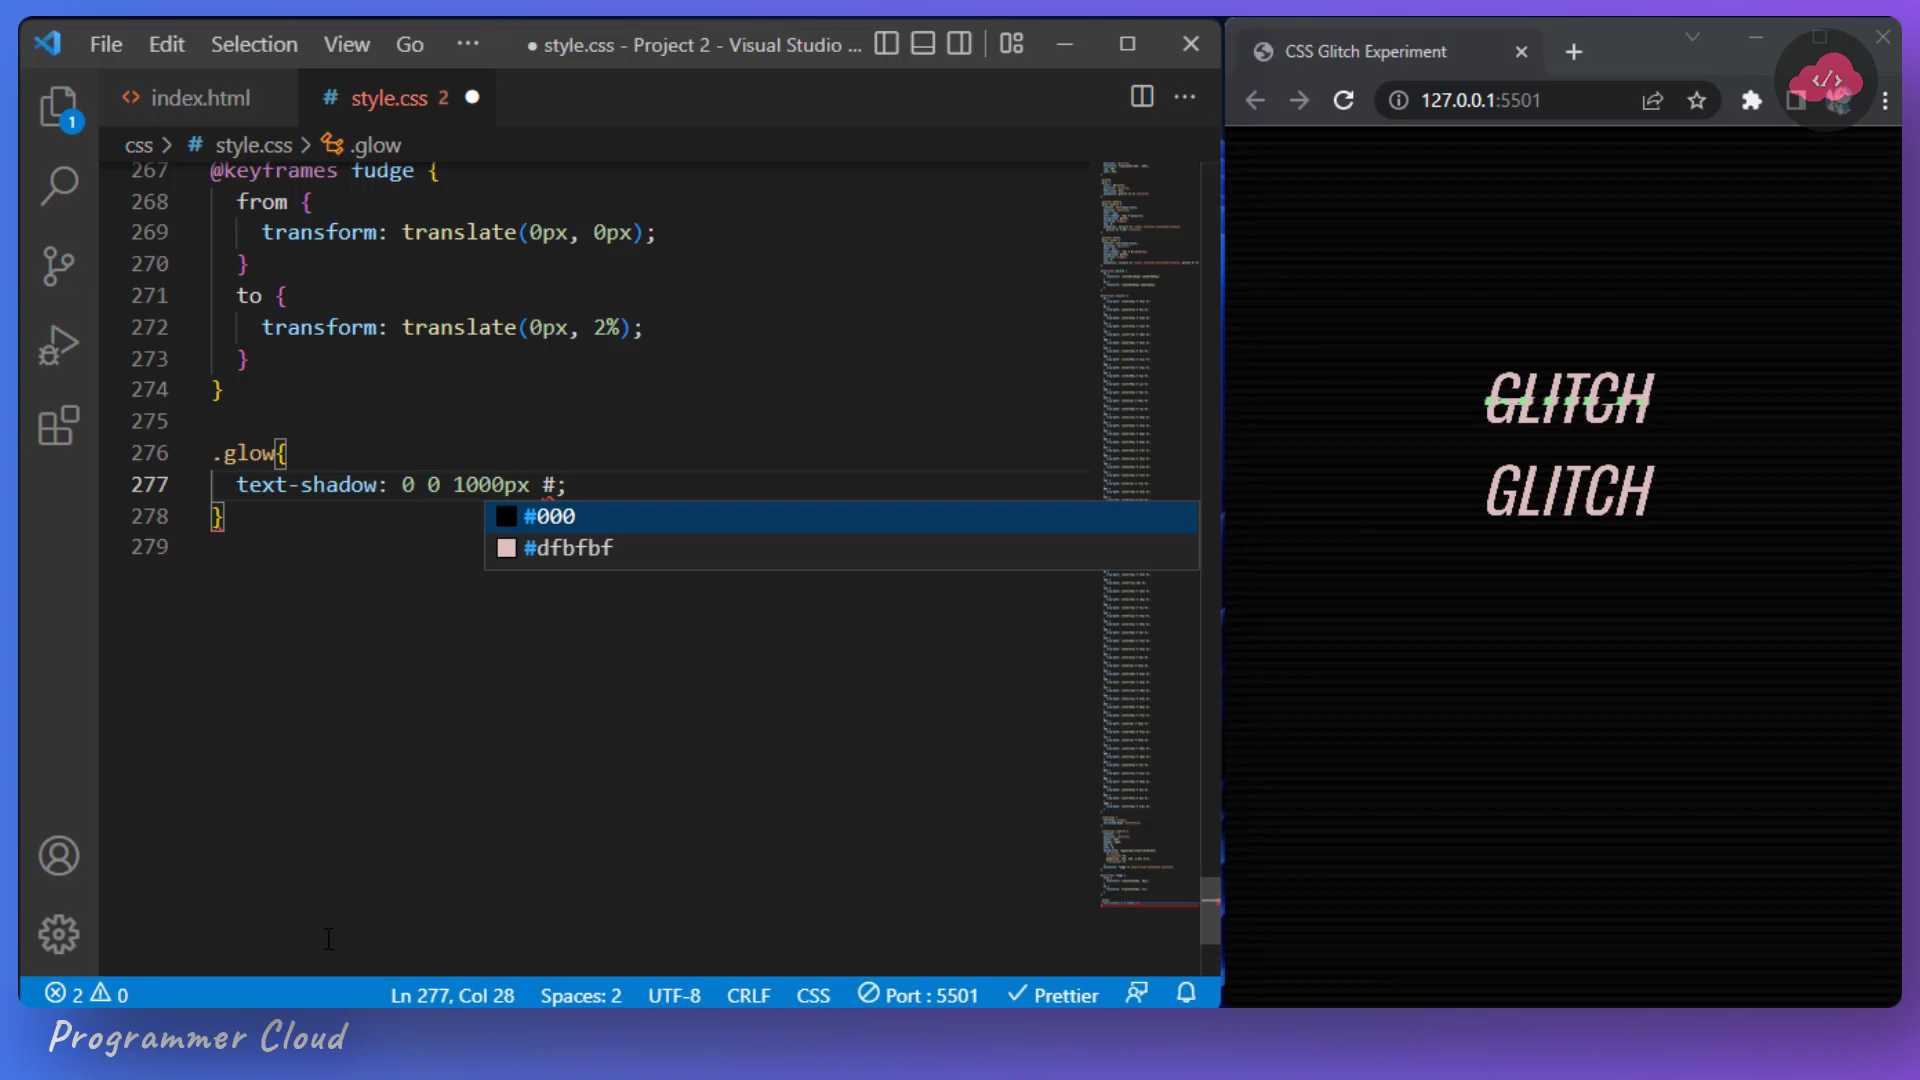 File Edit Selection View Go ··· ● style.css - Project 2 - Visual Studio ...
index.html
# style.css 2
css > # style.css > .glow
267 @keyframes fudge {
268 from {
269 transform: translate(0px, 0px);
270 }
271 to {
272 transform: translate(0px, 2%);
273 }
274 }
275
276 .glow{
277 text-shadow: 0 0 1000px #;
#000
#dfbfbf
278 }
279
1
2 0 Ln 277, Col 28 Spaces: 2 UTF-8 CRLF CSS Port : 5501 Prettier
CSS Glitch Experiment
127.0.0.1:5501
</>
GLITCH
GLITCH
Programmer Cloud